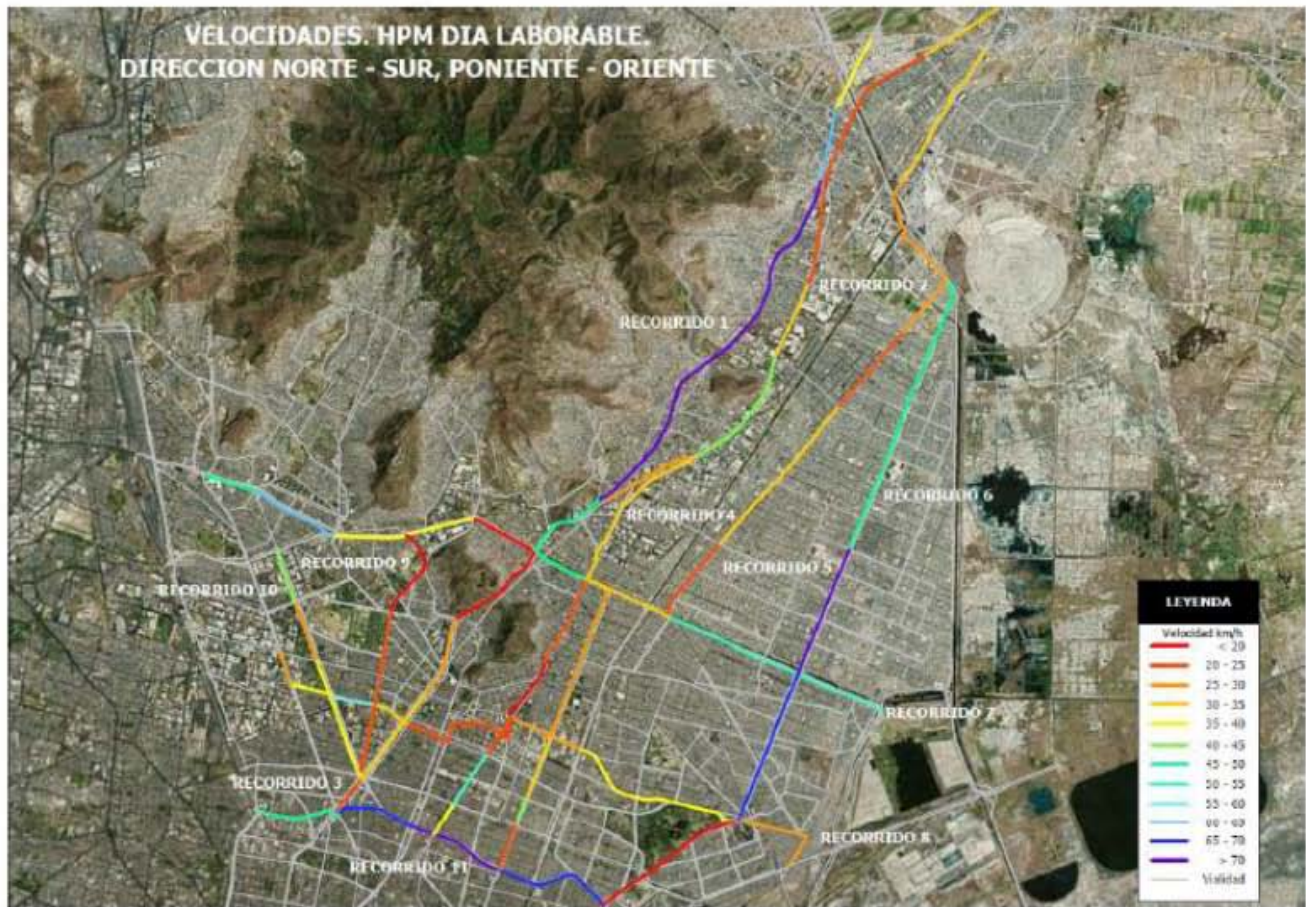 VELOCIDADES. HPM DIA LABORABLE.
DIRECCION NORTE - SUR, PONIENTE - ORIENTE
RECORRIDO 2
RECORRIDO 1
RECORRIDO 6
RECORRIDO 4
RECORRIDO 9
RECORRIDO 5
RECORRIDO 10
RECORRIDO 7
RECORRIDO 3
RECORRIDO 8
RECORRIDO 11
LEYENDA
Velocidad km/h
< 20
20 - 25
25 - 30
30 - 35
35 - 40
40 - 45
45 - 50
50 - 55
55 - 60
65 - 70
> 70
Vialidad